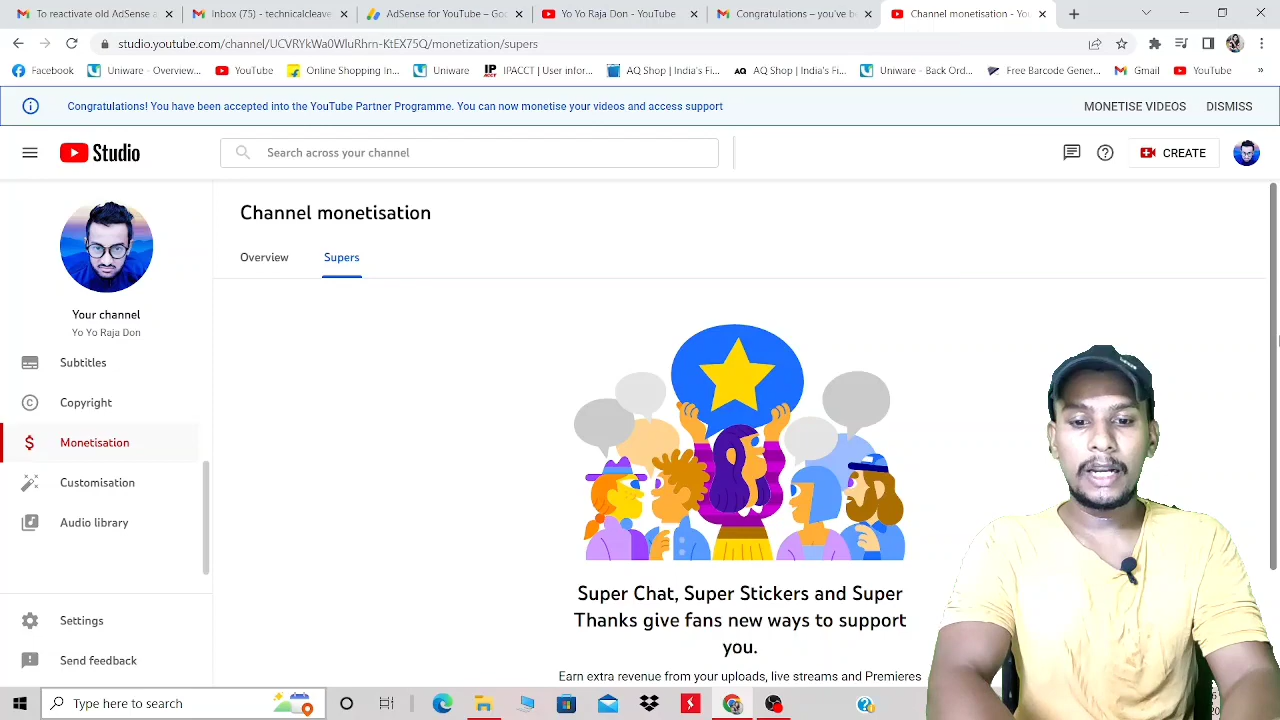 To recover old AdSense a
Inbox (75) - technicalcleave
AdSense for YouTube – Goo
Yo Yo Raja Don - YouTube
Congratulations – you've be
Channel monetisation - You
studio.youtube.com/channel/UCVRYkWa0WluRhrn-KtEX75Q/monetization/supers
Facebook
Uniware - Overview...
YouTube
Online Shopping In...
Uniware
IPACCT | User infor...
AQ Shop | India's Fi...
AQ AQ Shop | India's Fi...
Uniware - Back Ord...
Free Barcode Gener...
Gmail
YouTube
»
Congratulations! You have been accepted into the YouTube Partner Programme. You can now monetise your videos and access support
MONETISE VIDEOS
DISMISS
Studio
Search across your channel
CREATE
Channel monetisation
Overview
Supers
Your channel
Yo Yo Raja Don
Subtitles
Copyright
Monetisation
Customisation
Audio library
Settings
Send feedback
Super Chat, Super Stickers and Super
Thanks give fans new ways to support
you.
Earn extra revenue from your uploads, live streams and Premieres
Type here to search